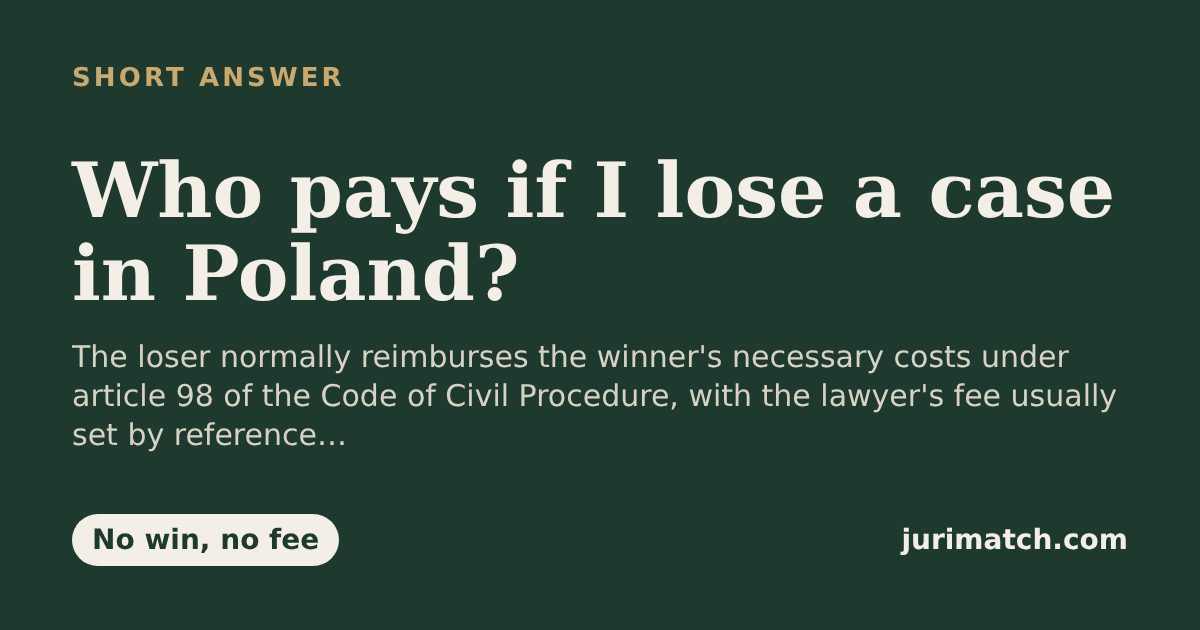 SHORT ANSWER
Who pays if I lose a case
in Poland?
The loser normally reimburses the winner's necessary costs under
article 98 of the Code of Civil Procedure, with the lawyer's fee usually
set by reference...
No win, no fee
jurimatch.com